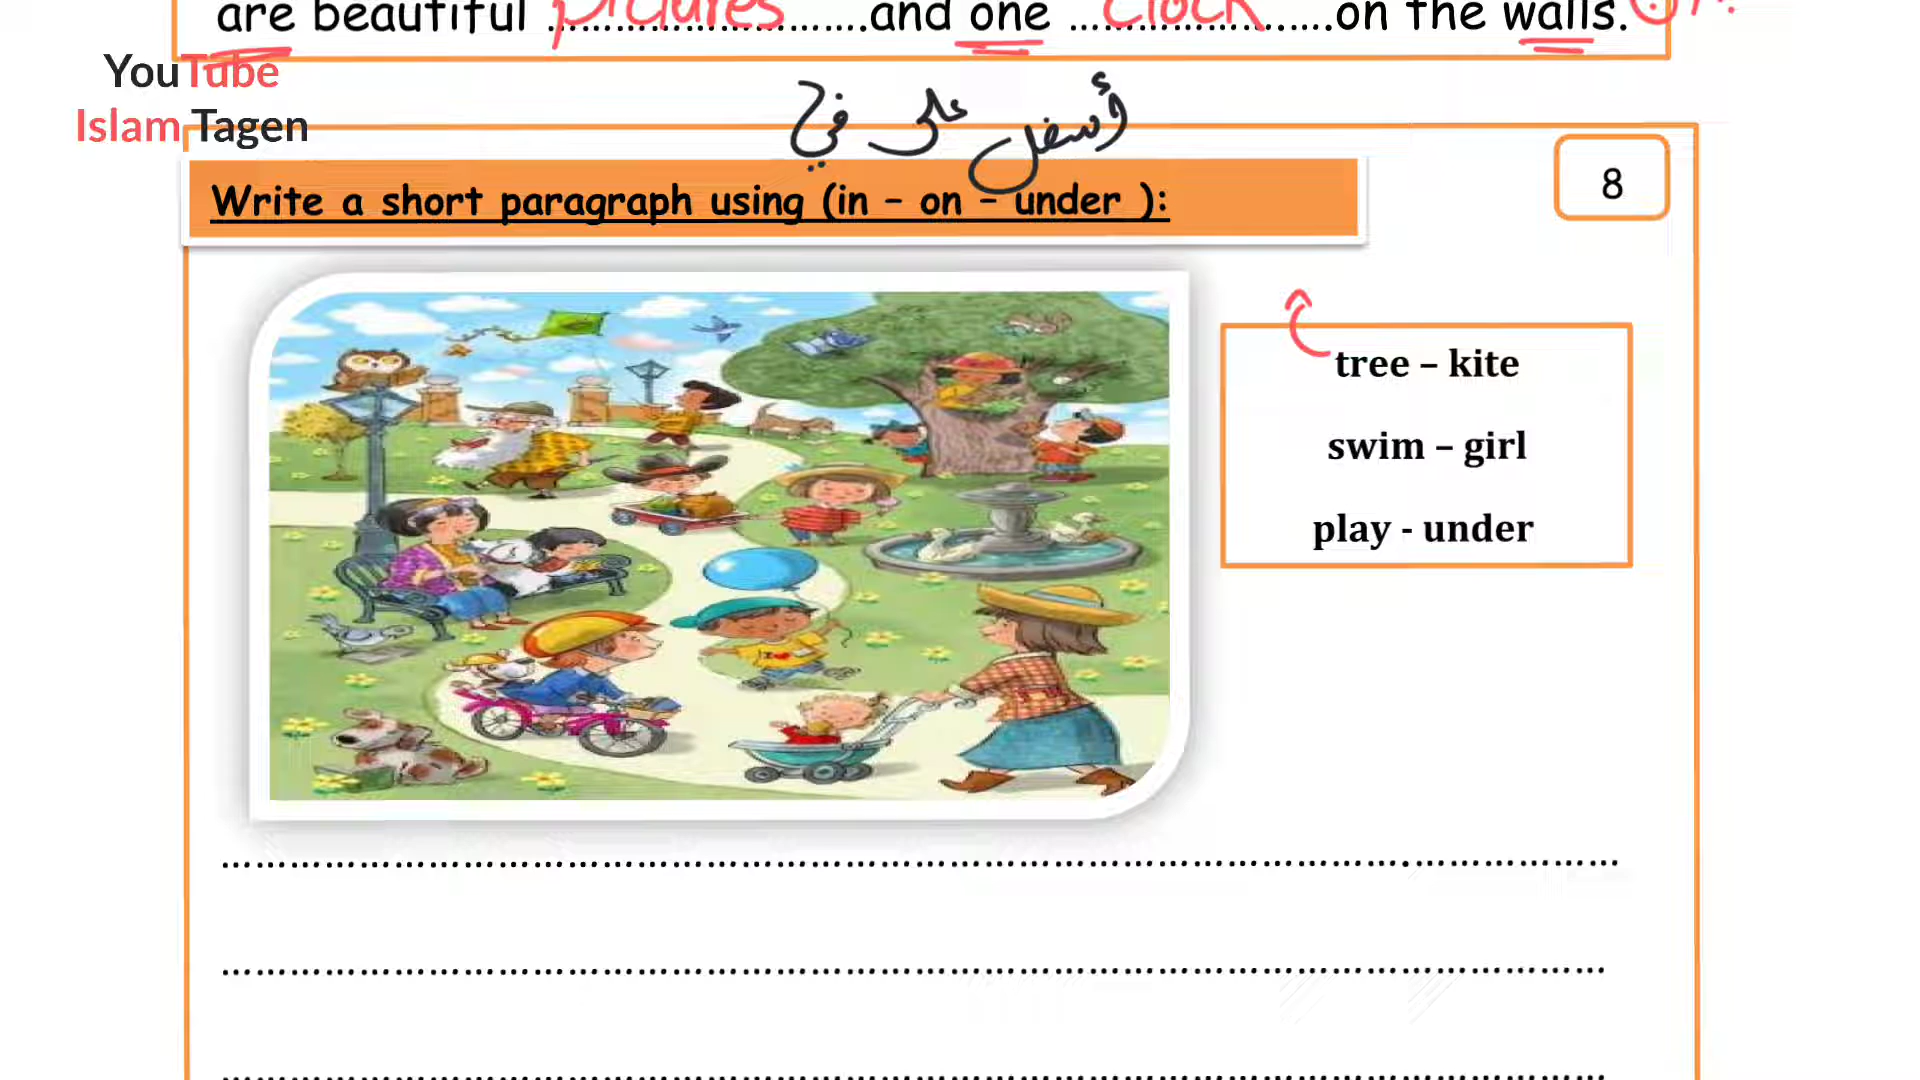 are beautiful pictures and one clock on the walls.
YouTube
Islam Tagen
في على أسفل
Write a short paragraph using (in – on – under ):
8
tree – kite
swim – girl
play - under